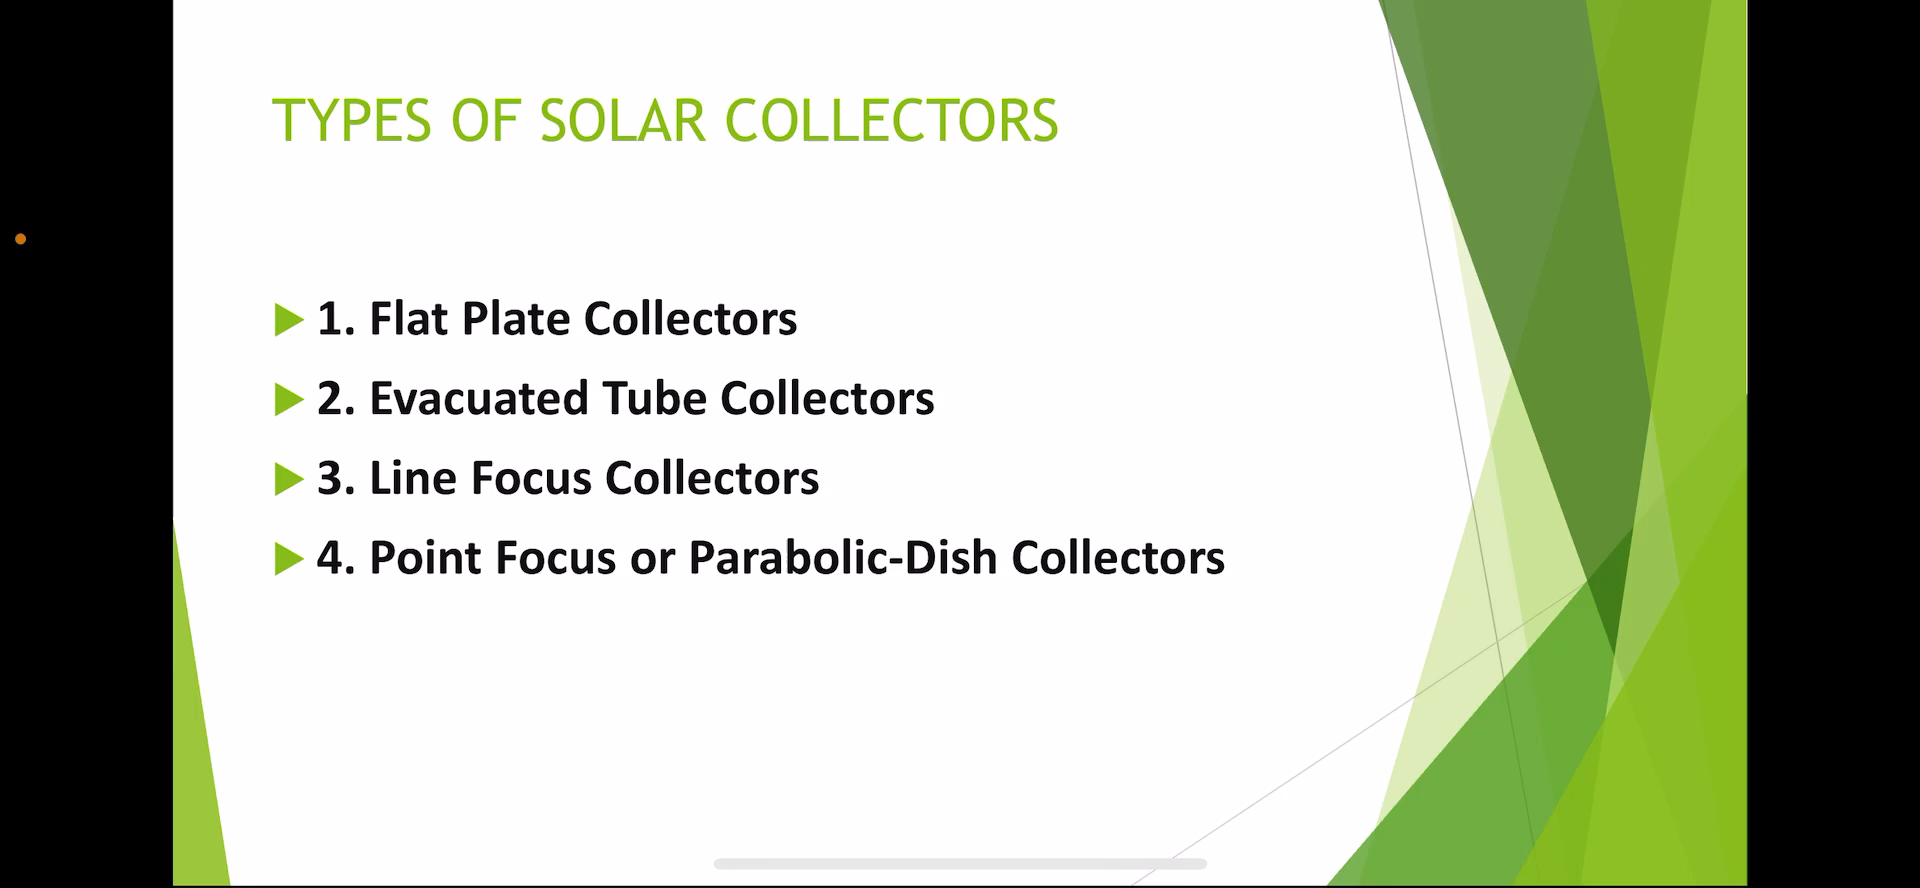 TYPES OF SOLAR COLLECTORS
1. Flat Plate Collectors
2. Evacuated Tube Collectors
3. Line Focus Collectors
4. Point Focus or Parabolic-Dish Collectors